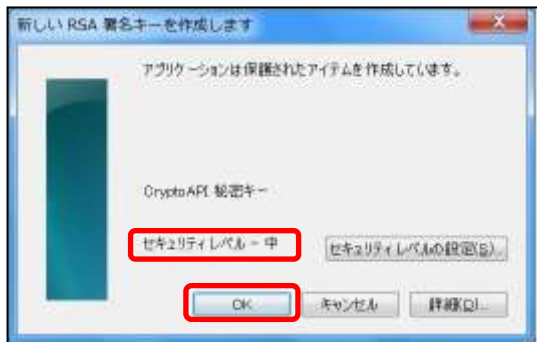 新しい RSA 署名キーを作成します
アプリケーションは保護されたアイテムを作成しています。
CryptoAPI 秘密キー
セキュリティ レベル - 中
セキュリティ レベルの設定(S)...
OK
キャンセル
詳細(D)...